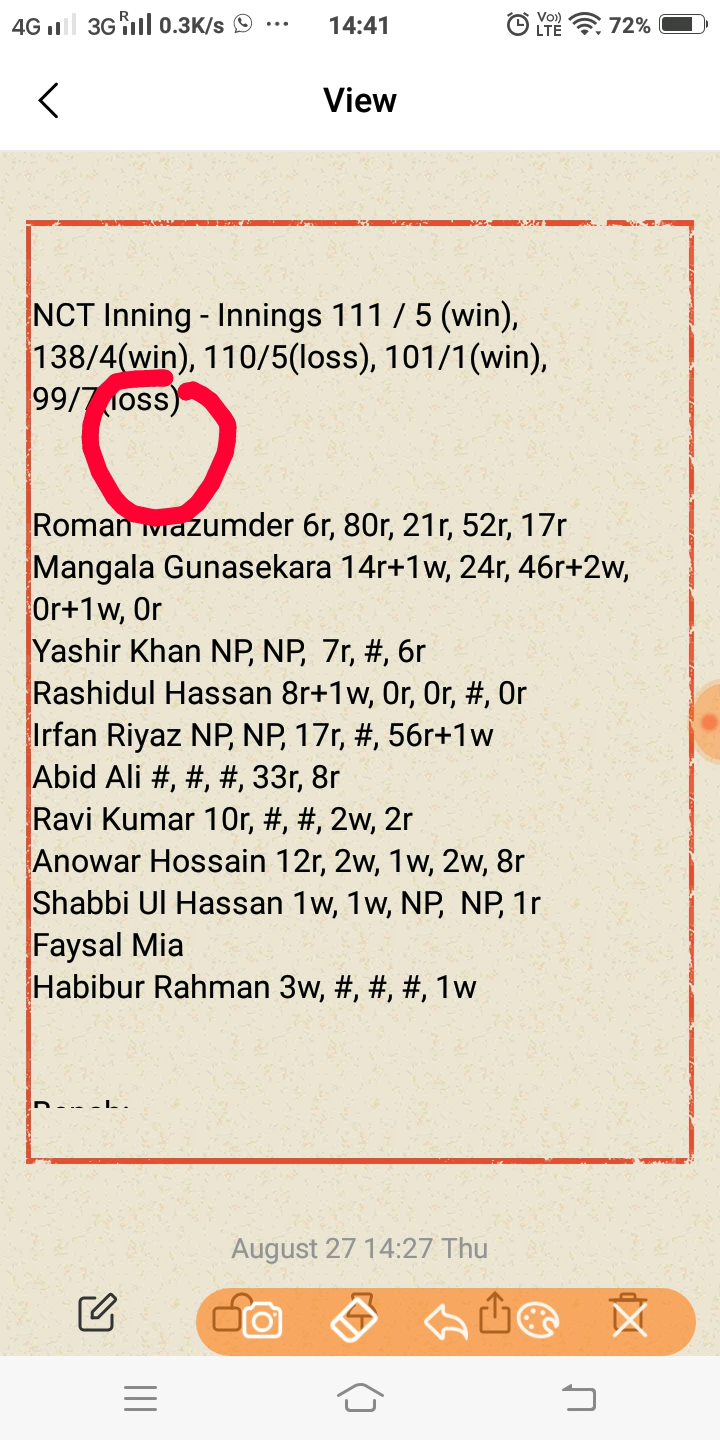 4G 3G R 0.3K/s ... 14:41 Vo)) LTE 72%
View
NCT Inning - Innings 111 / 5 (win),
138/4(win), 110/5(loss), 101/1(win),
99/7(loss)
Roman Mazumder 6r, 80r, 21r, 52r, 17r
Mangala Gunasekara 14r+1w, 24r, 46r+2w,
0r+1w, 0r
Yashir Khan NP, NP,  7r, #, 6r
Rashidul Hassan 8r+1w, 0r, 0r, #, 0r
Irfan Riyaz NP, NP, 17r, #, 56r+1w
Abid Ali #, #, #, 33r, 8r
Ravi Kumar 10r, #, #, 2w, 2r
Anowar Hossain 12r, 2w, 1w, 2w, 8r
Shabbi Ul Hassan 1w, 1w, NP,  NP, 1r
Faysal Mia
Habibur Rahman 3w, #, #, #, 1w
August 27 14:27 Thu